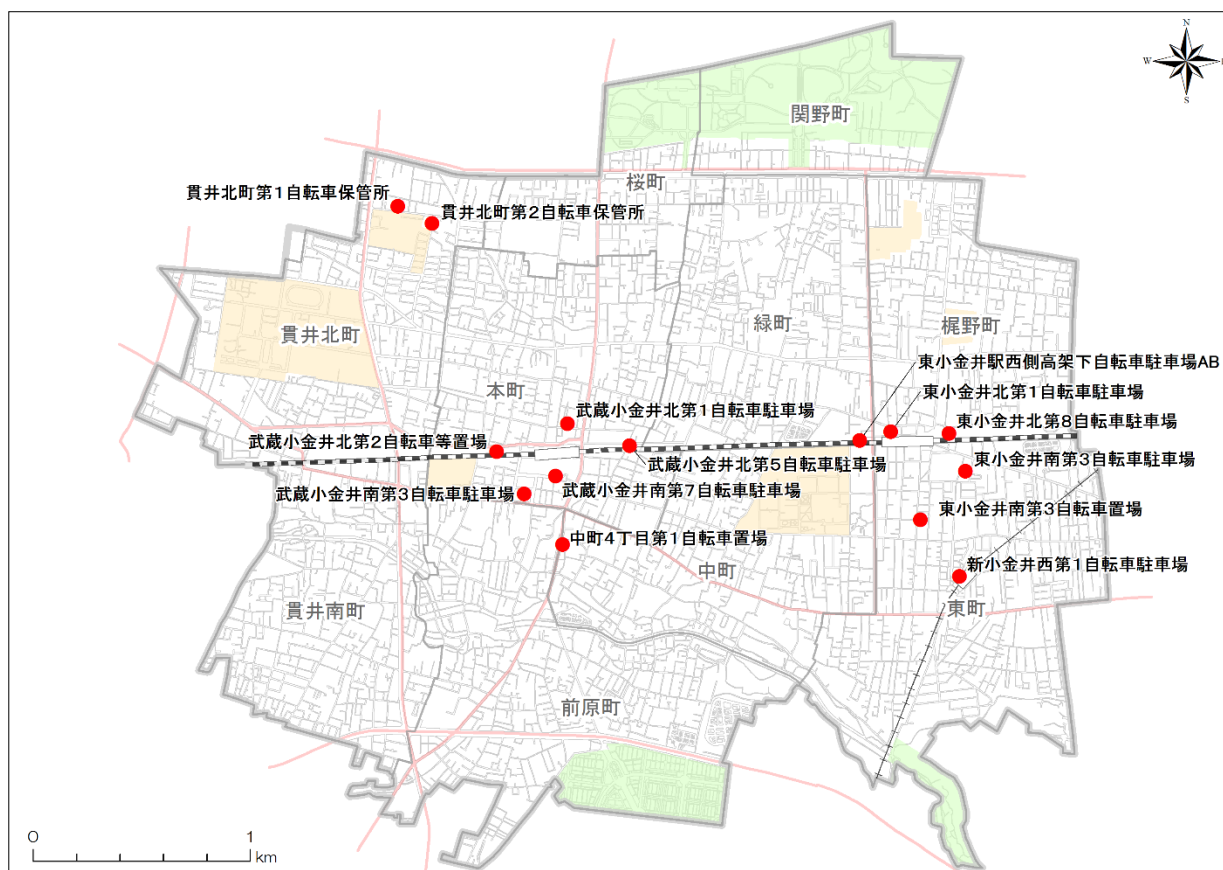 N
W
S
関野町
桜町
貫井北町第1自転車保管所
貫井北町第2自転車保管所
貫井北町
緑町
梶野町
本町
東小金井駅西側高架下自転車駐車場AB
東小金井北第1自転車駐車場
武蔵小金井北第1自転車駐車場
東小金井北第8自転車駐車場
武蔵小金井北第2自転車等置場
武蔵小金井北第5自転車駐車場
東小金井南第3自転車駐車場
武蔵小金井南第3自転車駐車場
武蔵小金井南第7自転車駐車場
東小金井南第3自転車置場
中町4丁目第1自転車置場
新小金井西第1自転車駐車場
中町
貫井南町
東町
前原町
0 1
km